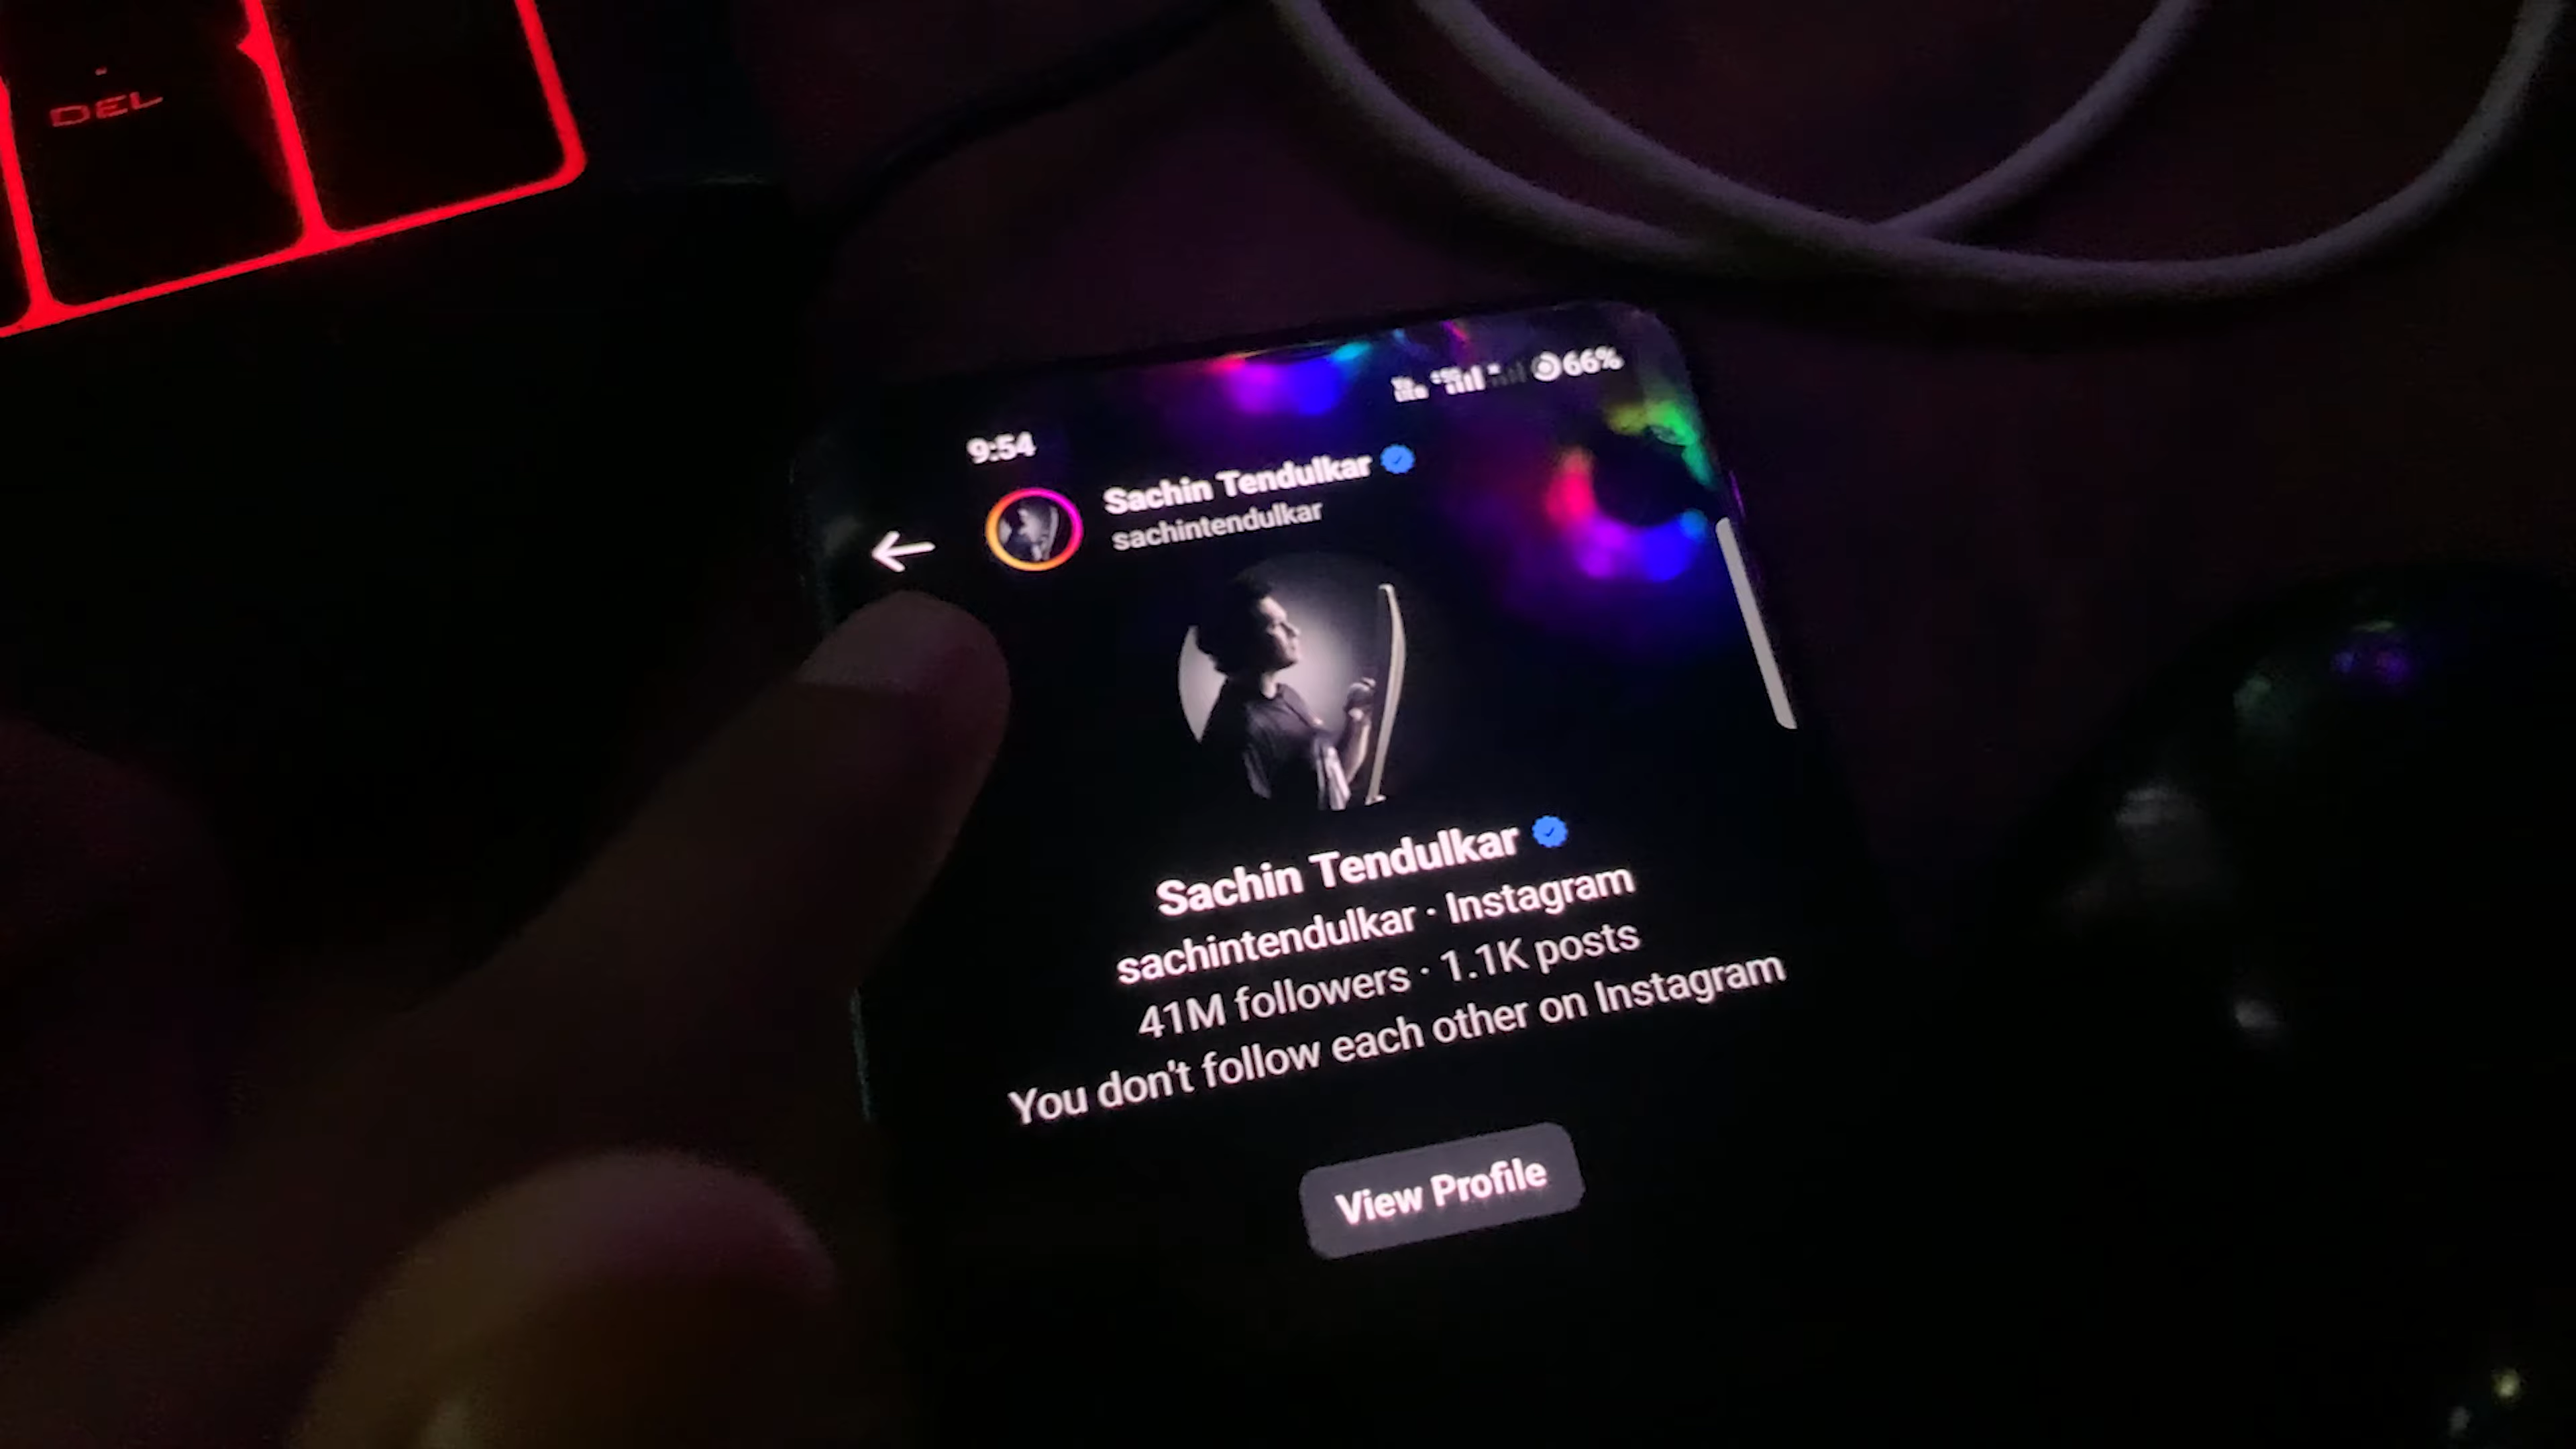 DEL
66%
9:54
Sachin Tendulkar
sachintendulkar
Sachin Tendulkar
sachintendulkar · Instagram
41M followers · 1.1K posts
You don't follow each other on Instagram
View Profile